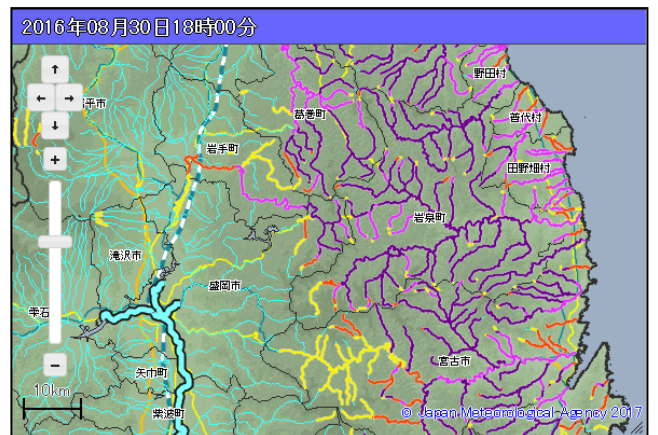 2016年08月30日18時00分
野田村
平市
普代村
葛巻町
岩手町
田野畑村
岩泉町
滝沢市
盛岡市
雫石
宮古市
矢巾町
10km
紫波町
© Japan Meteorological Agency 2017